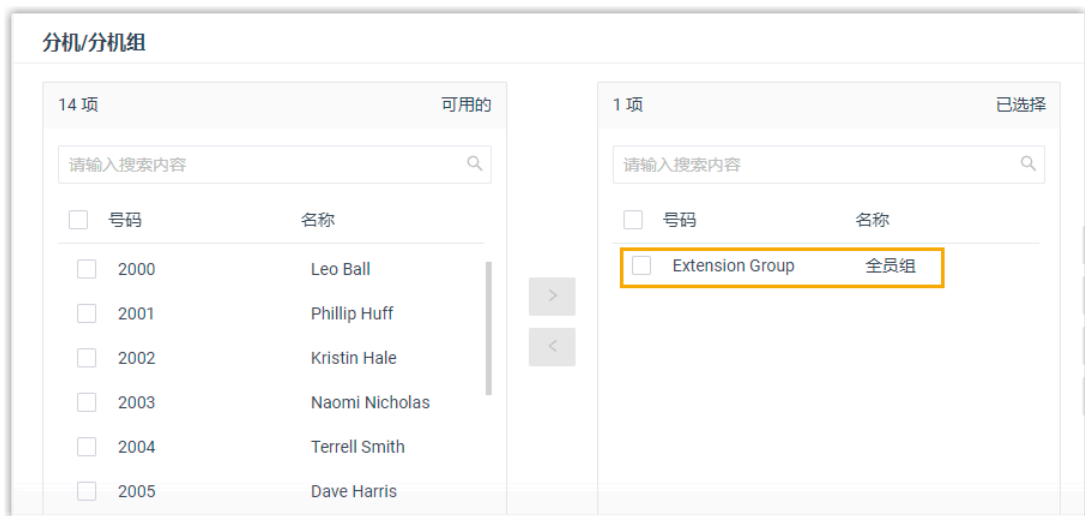 分机/分机组
14 项 可用的
请输入搜索内容
号码 名称
2000 Leo Ball
2001 Phillip Huff
2002 Kristin Hale
2003 Naomi Nicholas
2004 Terrell Smith
2005 Dave Harris
>
<
1 项 已选择
请输入搜索内容
号码 名称
Extension Group 全员组